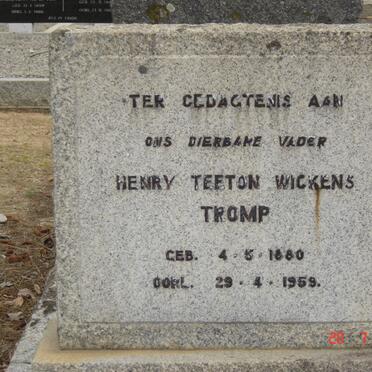 TER GEDAGTENIS AAN
ONS DIERBARE VADER
HENRY TEETON WICKENS
TROMP
GEB. 4 · 5 · 1880
OORL. 29 · 4 · 1959.